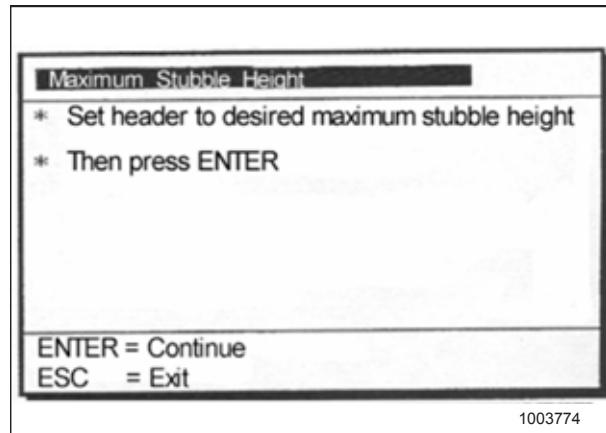 Maximum Stubble Height
* Set header to desired maximum stubble height
* Then press ENTER
ENTER = Continue
ESC = Exit
1003774